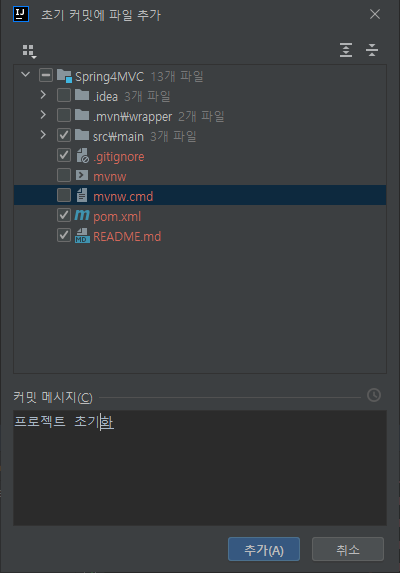 IJ 초기 커밋에 파일 추가
Spring4MVC 13개 파일
.idea 3개 파일
.mvn₩wrapper 2개 파일
src₩main 3개 파일
.gitignore
mvnw
mvnw.cmd
m pom.xml
MD README.md
커밋 메시지(C)
프로젝트 초기화
추가(A) 취소